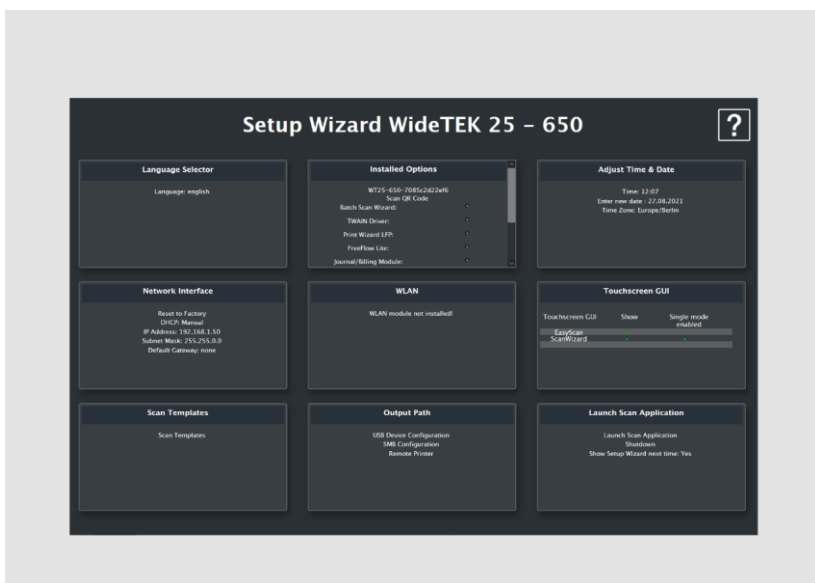 Setup Wizard WideTEK 25 – 650
?
Language Selector
Language: english
Installed Options
WT25-650-7085c2d22ef6
Scan QR Code
Batch Scan Wizard:
TWAIN Driver:
Print Wizard LFP:
FreeFlow Lite:
Journal/Billing Module:
Adjust Time & Date
Time: 12:07
Enter new date : 27.08.2021
Time Zone: Europe/Berlin
Network Interface
Reset to Factory
DHCP: Manual
IP Address: 192.168.1.50
Subnet Mask: 255.255.0.0
Default Gateway: none
WLAN
WLAN module not installed!
Touchscreen GUI
Touchscreen GUI Show Single mode
enabled
EasyScan
ScanWizard
Scan Templates
Scan Templates
Output Path
USB Device Configuration
SMB Configuration
Remote Printer
Launch Scan Application
Launch Scan Application
Shutdown
Show Setup Wizard next time: Yes